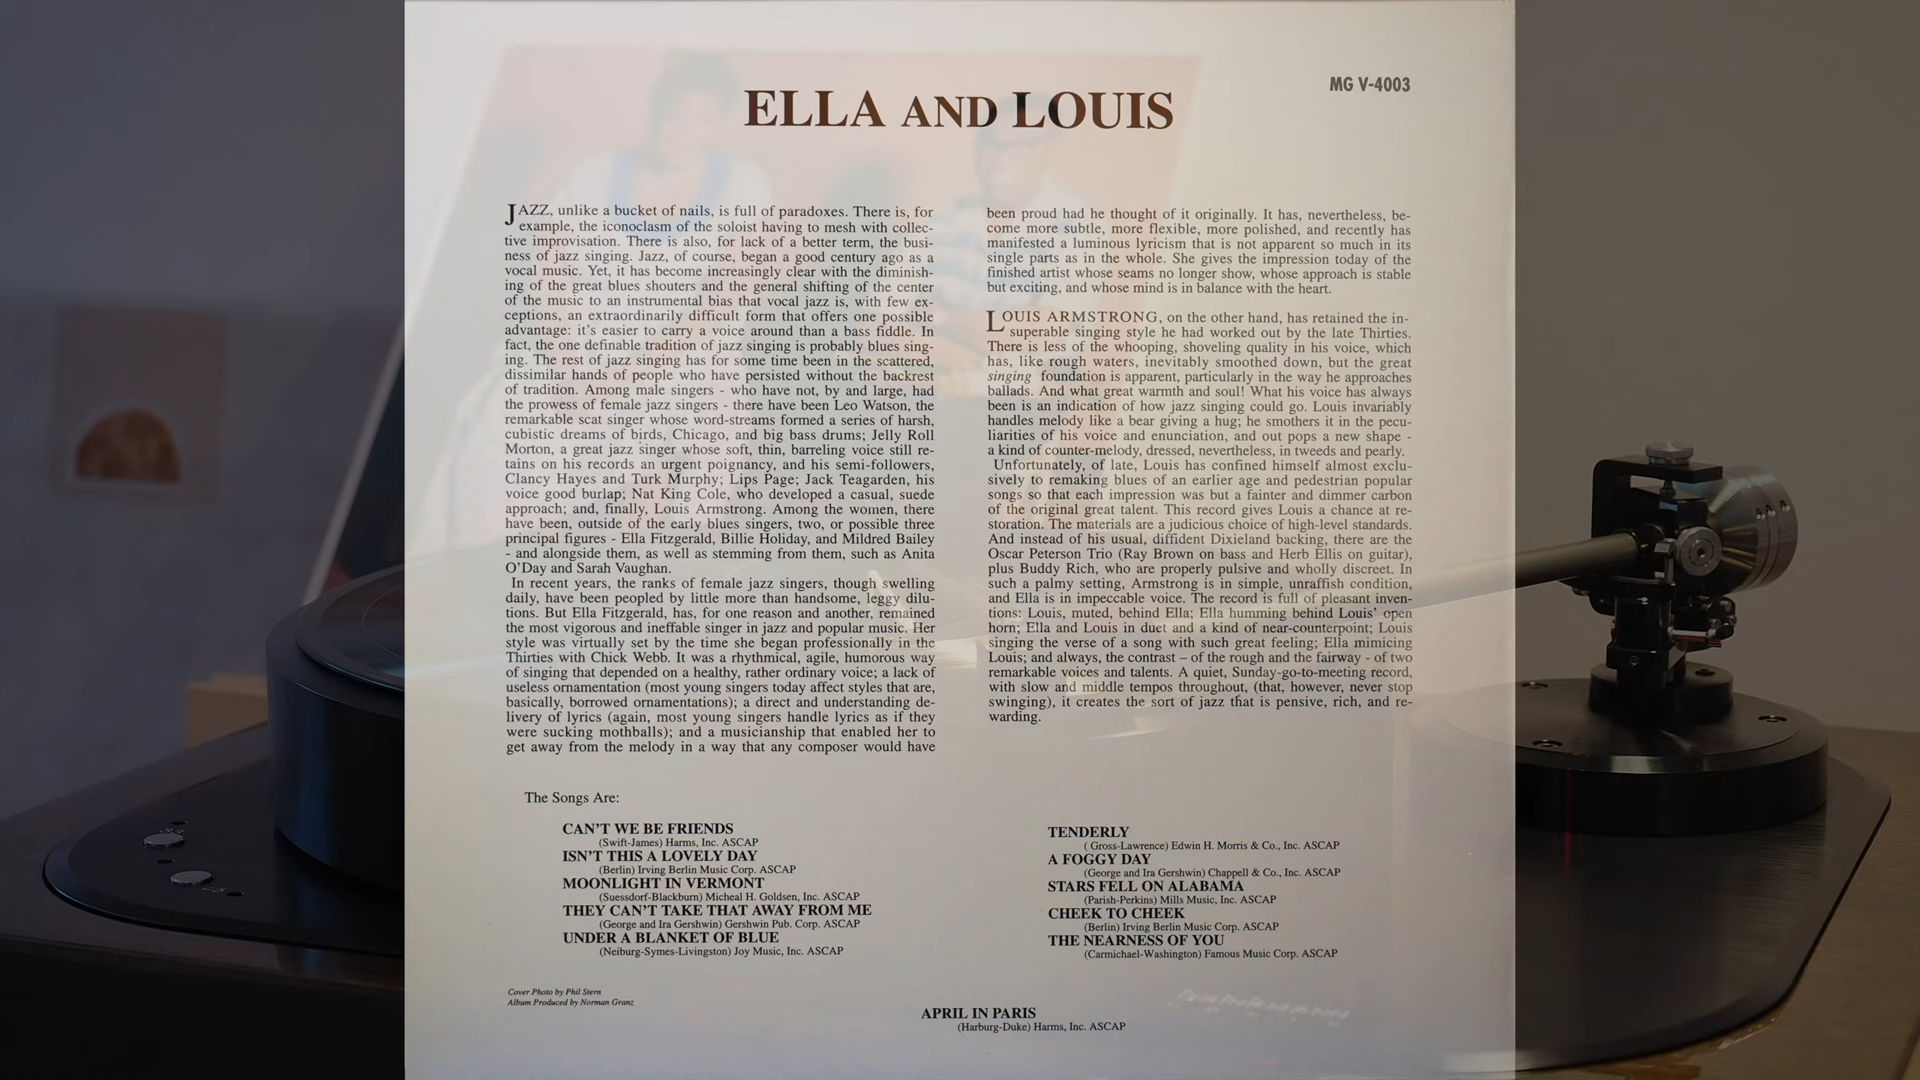 MG V-4003
ELLA AND LOUIS
JAZZ, unlike a bucket of nails, is full of paradoxes. There is, for
example, the iconoclasm of the soloist having to mesh with collec-
tive improvisation. There is also, for lack of a better term, the busi-
ness of jazz singing. Jazz, of course, began a good century ago as a
vocal music. Yet, it has become increasingly clear with the diminish-
ing of the great blues shouters and the general shifting of the center
of the music to an instrumental bias that vocal jazz is, with few ex-
ceptions, an extraordinarily difficult form that offers one possible
advantage: it's easier to carry a voice around than a bass fiddle. In
fact, the one definable tradition of jazz singing is probably blues sing-
ing. The rest of jazz singing has for some time been in the scattered,
dissimilar hands of people who have persisted without the backrest
of tradition. Among male singers - who have not, by and large, had
the prowess of female jazz singers - there have been Leo Watson, the
remarkable scat singer whose word-streams formed a series of harsh,
cubistic dreams of birds, Chicago, and big bass drums; Jelly Roll
Morton, a great jazz singer whose soft, thin, barreling voice still re-
tains on his records an urgent poignancy, and his semi-followers,
Clancy Hayes and Turk Murphy; Lips Page; Jack Teagarden, his
voice good burlap; Nat King Cole, who developed a casual, suede
approach; and, finally, Louis Armstrong. Among the women, there
have been, outside of the early blues singers, two, or possible three
principal figures - Ella Fitzgerald, Billie Holiday, and Mildred Bailey
- and alongside them, as well as stemming from them, such as Anita
O'Day and Sarah Vaughan.
In recent years, the ranks of female jazz singers, though swelling
daily, have been peopled by little more than handsome, leggy dilu-
tions. But Ella Fitzgerald, has, for one reason and another, remained
the most vigorous and ineffable singer in jazz and popular music. Her
style was virtually set by the time she began professionally in the
Thirties with Chick Webb. It was a rhythmical, agile, humorous way
of singing that depended on a healthy, rather ordinary voice; a lack of
useless ornamentation (most young singers today affect styles that are,
basically, borrowed ornamentations); a direct and understanding de-
livery of lyrics (again, most young singers handle lyrics as if they
were sucking mothballs); and a musicianship that enabled her to
get away from the melody in a way that any composer would have
been proud had he thought of it originally. It has, nevertheless, be-
come more subtle, more flexible, more polished, and recently has
manifested a luminous lyricism that is not apparent so much in its
single parts as in the whole. She gives the impression today of the
finished artist whose seams no longer show, whose approach is stable
but exciting, and whose mind is in balance with the heart.
LOUIS ARMSTRONG, on the other hand, has retained the in-
superable singing style he had worked out by the late Thirties.
There is less of the whooping, shoveling quality in his voice, which
has, like rough waters, inevitably smoothed down, but the great
singing foundation is apparent, particularly in the way he approaches
ballads. And what great warmth and soul! What his voice has always
been is an indication of how jazz singing could go. Louis invariably
handles melody like a bear giving a hug; he smothers it in the pecu-
liarities of his voice and enunciation, and out pops a new shape -
a kind of counter-melody, dressed, nevertheless, in tweeds and pearly.
Unfortunately, of late, Louis has confined himself almost exclu-
sively to remaking blues of an earlier age and pedestrian popular
songs so that each impression was but a fainter and dimmer carbon
of the original great talent. This record gives Louis a chance at re-
storation. The materials are a judicious choice of high-level standards.
And instead of his usual, diffident Dixieland backing, there are the
Oscar Peterson Trio (Ray Brown on bass and Herb Ellis on guitar),
plus Buddy Rich, who are properly pulsive and wholly discreet. In
such a palmy setting, Armstrong is in simple, unraffish condition,
and Ella is in impeccable voice. The record is full of pleasant inven-
tions: Louis, muted, behind Ella; Ella humming behind Louis' open
horn; Ella and Louis in duet and a kind of near-counterpoint; Louis
singing the verse of a song with such great feeling; Ella mimicing
Louis; and always, the contrast – of the rough and the fairway - of two
remarkable voices and talents. A quiet, Sunday-go-to-meeting record,
with slow and middle tempos throughout, (that, however, never stop
swinging), it creates the sort of jazz that is pensive, rich, and re-
warding.
The Songs Are:
CAN'T WE BE FRIENDS
(Swift-James) Harms, Inc. ASCAP
ISN'T THIS A LOVELY DAY
(Berlin) Irving Berlin Music Corp. ASCAP
MOONLIGHT IN VERMONT
(Suessdorf-Blackburn) Micheal H. Goldsen, Inc. ASCAP
THEY CAN'T TAKE THAT AWAY FROM ME
(George and Ira Gershwin) Gershwin Pub. Corp. ASCAP
UNDER A BLANKET OF BLUE
(Neiburg-Symes-Livingston) Joy Music, Inc. ASCAP
TENDERLY
( Gross-Lawrence) Edwin H. Morris & Co., Inc. ASCAP
A FOGGY DAY
(George and Ira Gershwin) Chappell & Co., Inc. ASCAP
STARS FELL ON ALABAMA
(Parish-Perkins) Mills Music, Inc. ASCAP
CHEEK TO CHEEK
(Berlin) Irving Berlin Music Corp. ASCAP
THE NEARNESS OF YOU
(Carmichael-Washington) Famous Music Corp. ASCAP
Cover Photo by Phil Stern
Album Produced by Norman Granz
APRIL IN PARIS
(Harburg-Duke) Harms, Inc. ASCAP